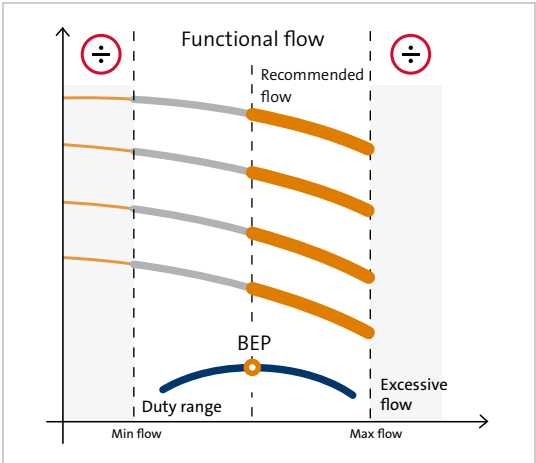 Functional flow
÷
÷
Recommended
flow
BEP
Excessive
flow
Duty range
Min flow
Max flow